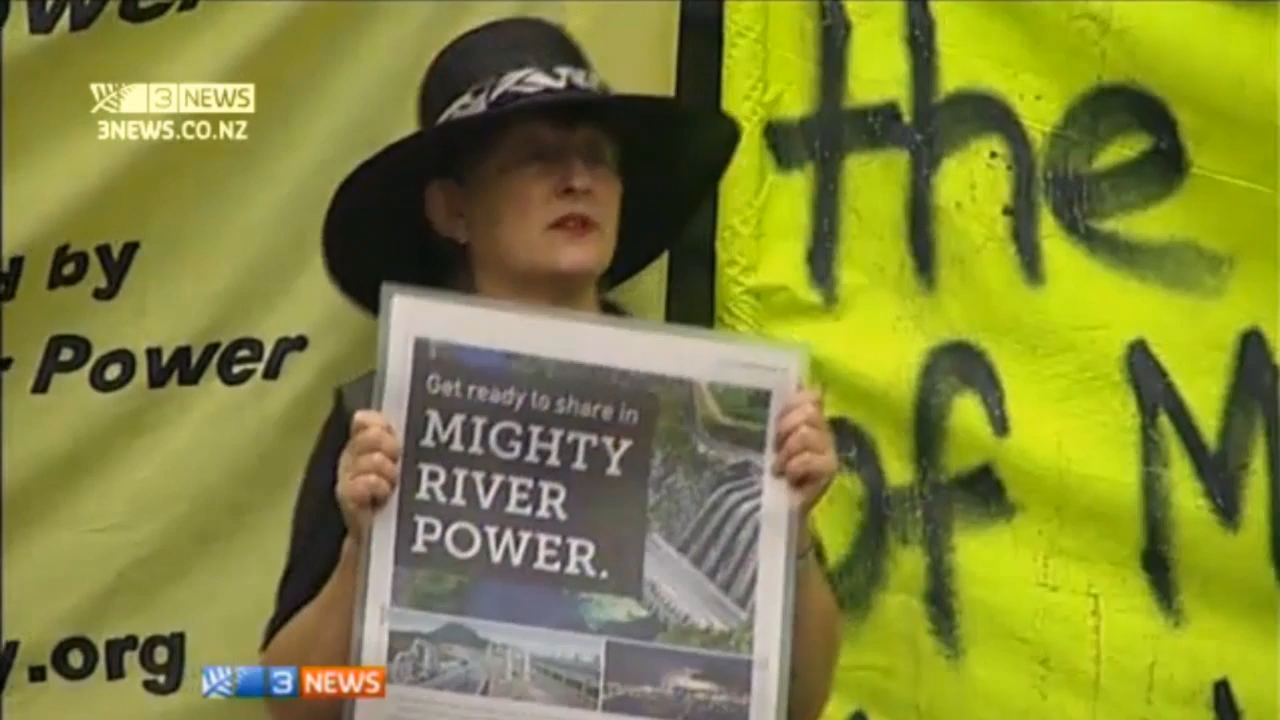 3 NEWS
3NEWS.CO.NZ
by
Power
.org
3 NEWS
Get ready to share in
MIGHTY
RIVER
POWER.
the
of M